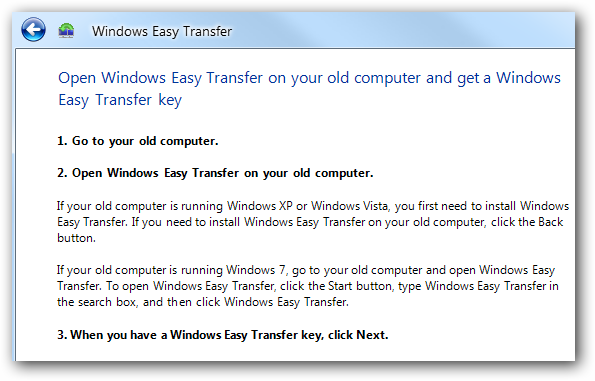 Windows Easy Transfer
Open Windows Easy Transfer on your old computer and get a Windows
Easy Transfer key
1. Go to your old computer.
2. Open Windows Easy Transfer on your old computer.
If your old computer is running Windows XP or Windows Vista, you first need to install Windows
Easy Transfer. If you need to install Windows Easy Transfer on your old computer, click the Back
button.
If your old computer is running Windows 7, go to your old computer and open Windows Easy
Transfer. To open Windows Easy Transfer, click the Start button, type Windows Easy Transfer in
the search box, and then click Windows Easy Transfer.
3. When you have a Windows Easy Transfer key, click Next.